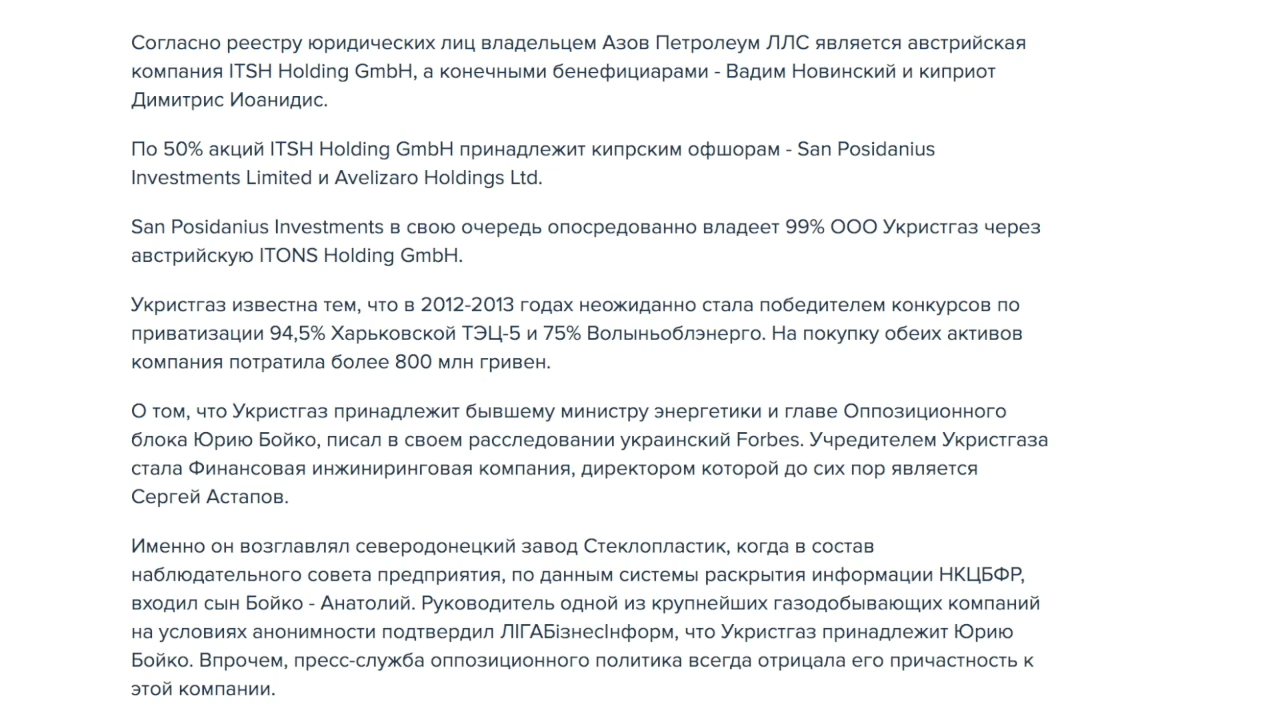 Согласно реестру юридических лиц владельцем Азов Петролеум ЛЛС является австрийская
компания ITSH Holding GmbH, а конечными бенефициарами - Вадим Новинский и киприот
Димитрис Иоанидис.
По 50% акций ITSH Holding GmbH принадлежит кипрским офшорам - San Posidanius
Investments Limited и Avelizaro Holdings Ltd.
San Posidanius Investments в свою очередь опосредованно владеет 99% ООО Укристгаз через
австрийскую ITONS Holding GmbH.
Укристгаз известна тем, что в 2012-2013 годах неожиданно стала победителем конкурсов по
приватизации 94,5% Харьковской ТЭЦ-5 и 75% Волыньоблэнерго. На покупку обеих активов
компания потратила более 800 млн гривен.
О том, что Укристгаз принадлежит бывшему министру энергетики и главе Оппозиционного
блока Юрию Бойко, писал в своем расследовании украинский Forbes. Учредителем Укристгаза
стала Финансовая инжиниринговая компания, директором которой до сих пор является
Сергей Астапов.
Именно он возглавлял северодонецкий завод Стеклопластик, когда в состав
наблюдательного совета предприятия, по данным системы раскрытия информации НКЦБФР,
входил сын Бойко - Анатолий. Руководитель одной из крупнейших газодобывающих компаний
на условиях анонимности подтвердил ЛІГАБізнесІнформ, что Укристгаз принадлежит Юрию
Бойко. Впрочем, пресс-служба оппозиционного политика всегда отрицала его причастность к
этой компании.